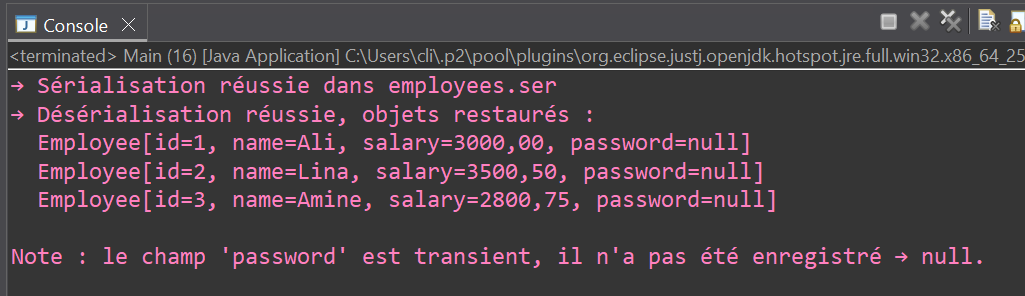 Console
<terminated> Main (16) [Java Application] C:\Users\cli\.p2\pool\plugins\org.eclipse.justj.openjdk.hotspot.jre.full.win32.x86_64_25
→ Sérialisation réussie dans employees.ser
→ Désérialisation réussie, objets restaurés :
Employee[id=1, name=Ali, salary=3000,00, password=null]
Employee[id=2, name=Lina, salary=3500,50, password=null]
Employee[id=3, name=Amine, salary=2800,75, password=null]
Note : le champ 'password' est transient, il n'a pas été enregistré → null.